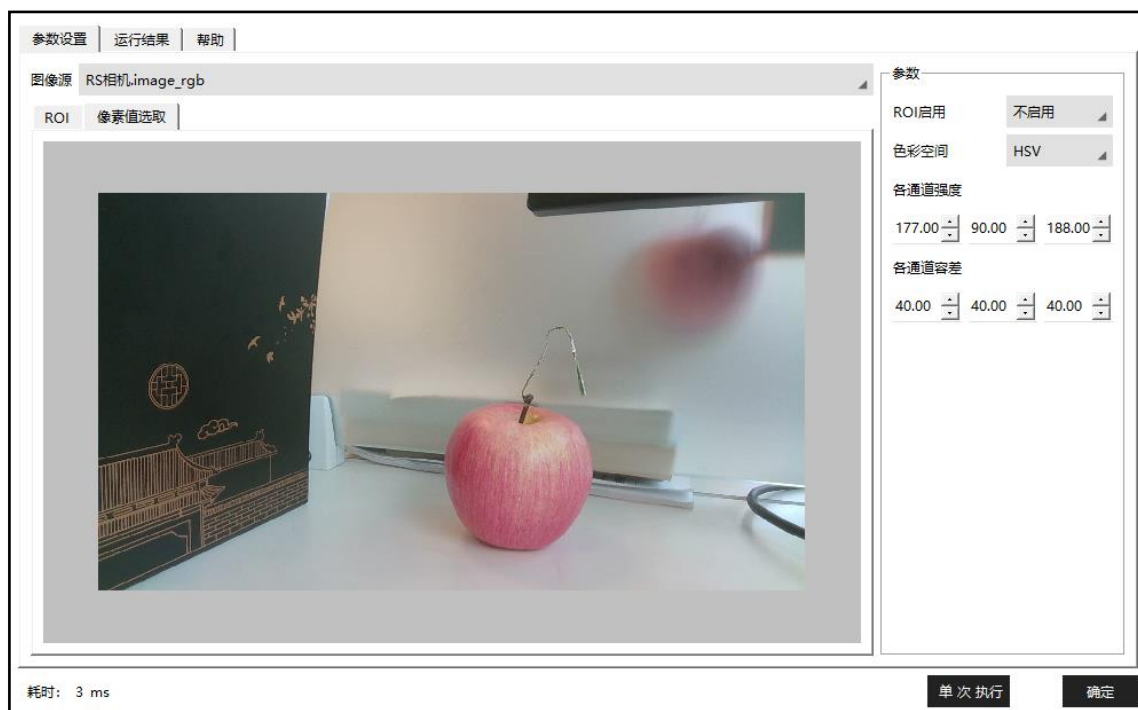 参数设置 运行结果 帮助
图像源 RS相机.image_rgb
ROI 像素值选取
参数
ROI启用 不启用
色彩空间 HSV
各通道强度
177.00 90.00 188.00
各通道容差
40.00 40.00 40.00
耗时: 3 ms
单次执行 确定